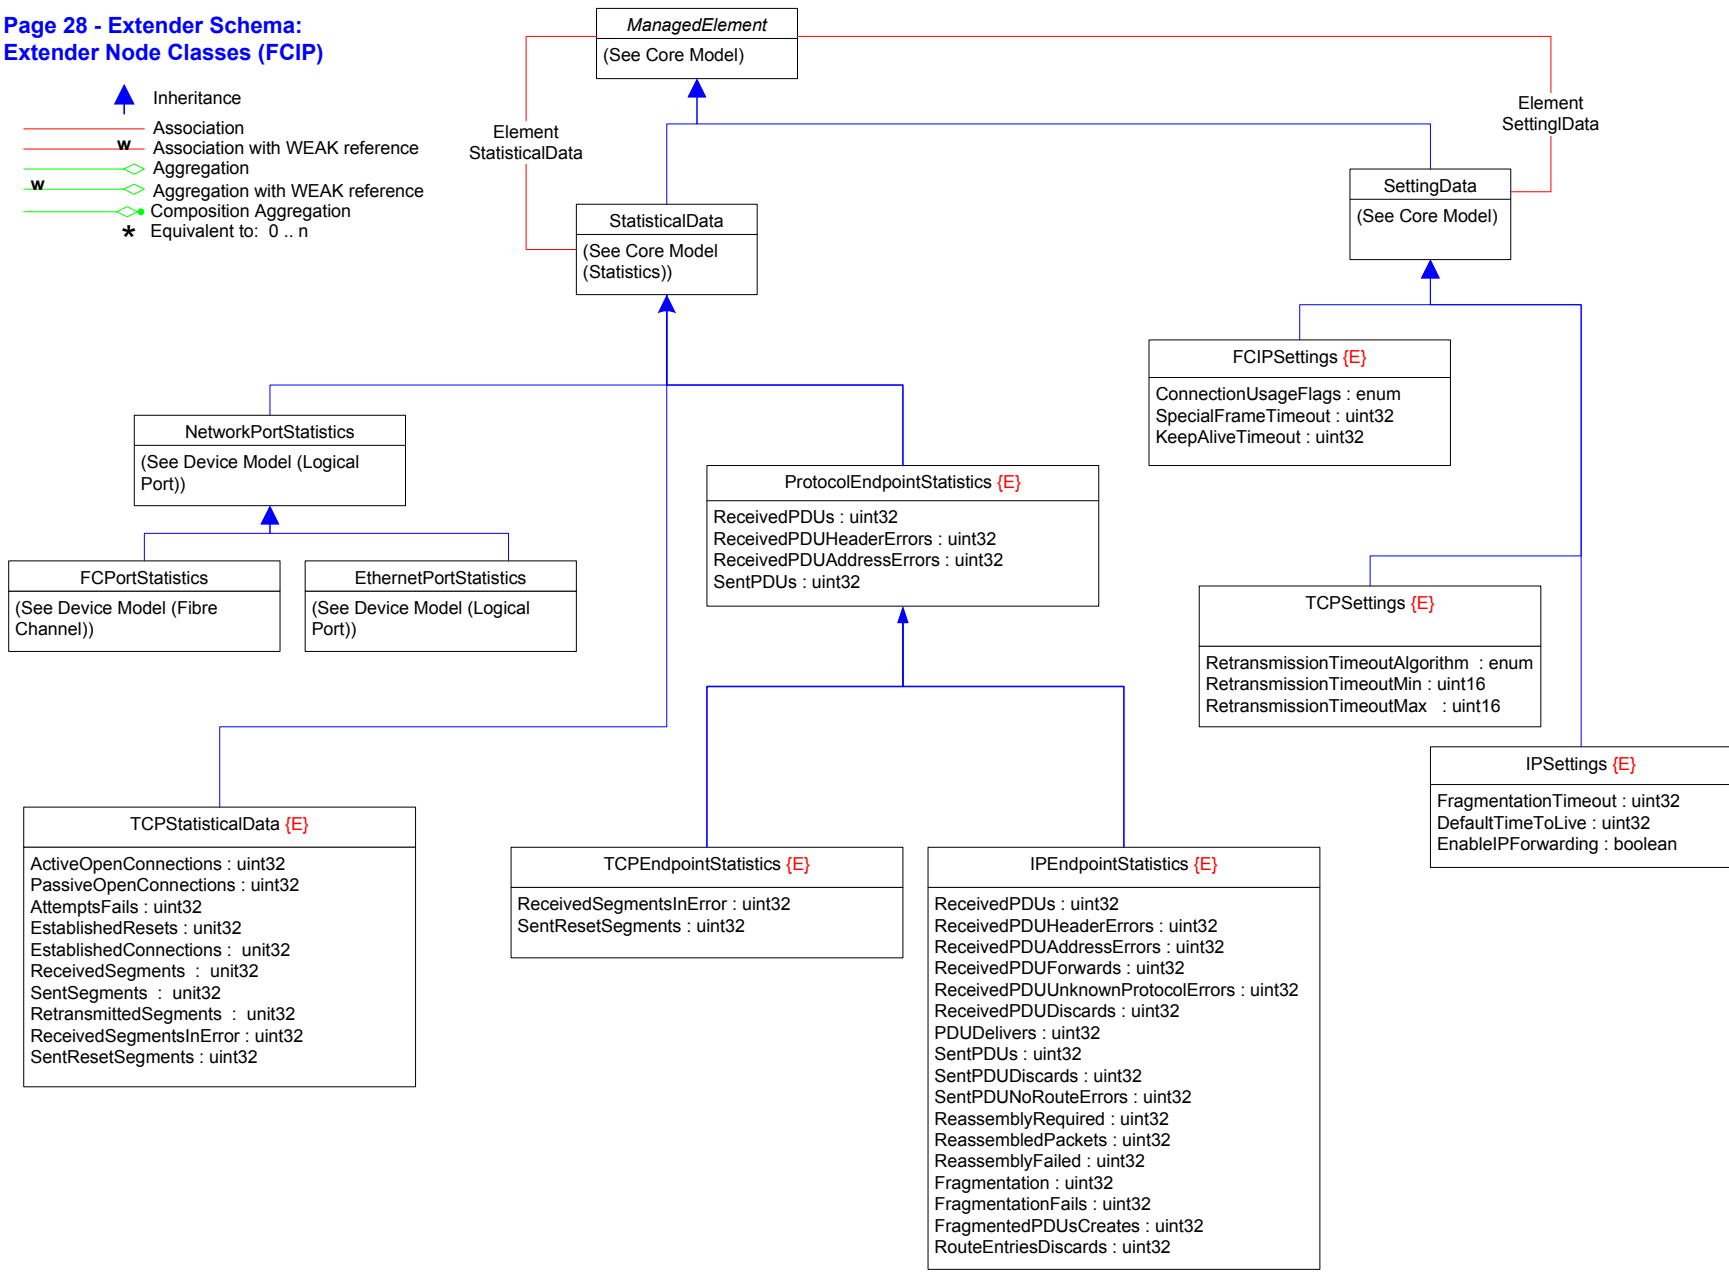 Page 28 - Extender Schema:
Extender Node Classes (FCIP)
Inheritance
Association
w
Association with WEAK reference
Aggregation
w
Aggregation with WEAK reference
Composition Aggregation
* Equivalent to: 0 .. n
ManagedElement
(See Core Model)
Element
StatisticalData
Element
SettinglData
StatisticalData
(See Core Model
(Statistics))
SettingData
(See Core Model)
NetworkPortStatistics
(See Device Model (Logical
Port))
FCPortStatistics
(See Device Model (Fibre
Channel))
EthernetPortStatistics
(See Device Model (Logical
Port))
ProtocolEndpointStatistics {E}
ReceivedPDUs : uint32
ReceivedPDUHeaderErrors : uint32
ReceivedPDUAddressErrors : uint32
SentPDUs : uint32
FCIPSettings {E}
ConnectionUsageFlags : enum
SpecialFrameTimeout : uint32
KeepAliveTimeout : uint32
TCPSettings {E}
RetransmissionTimeoutAlgorithm : enum
RetransmissionTimeoutMin : uint16
RetransmissionTimeoutMax : uint16
IPSettings {E}
FragmentationTimeout : uint32
DefaultTimeToLive : uint32
EnableIPForwarding : boolean
TCPStatisticalData {E}
ActiveOpenConnections : uint32
PassiveOpenConnections : uint32
AttemptsFails : uint32
EstablishedResets : unit32
EstablishedConnections : unit32
ReceivedSegments : unit32
SentSegments : unit32
RetransmittedSegments : unit32
ReceivedSegmentsInError : uint32
SentResetSegments : uint32
TCPEndpointStatistics {E}
ReceivedSegmentsInError : uint32
SentResetSegments : uint32
IPEndpointStatistics {E}
ReceivedPDUs : uint32
ReceivedPDUHeaderErrors : uint32
ReceivedPDUAddressErrors : uint32
ReceivedPDUForwards : uint32
ReceivedPDUUnknownProtocolErrors : uint32
ReceivedPDUDiscards : uint32
PDUDelivers : uint32
SentPDUs : uint32
SentPDUDiscards : uint32
SentPDUNoRouteErrors : uint32
ReassemblyRequired : uint32
ReassembledPackets : uint32
ReassemblyFailed : uint32
Fragmentation : uint32
FragmentationFails : uint32
FragmentedPDUsCreates : uint32
RouteEntriesDiscards : uint32